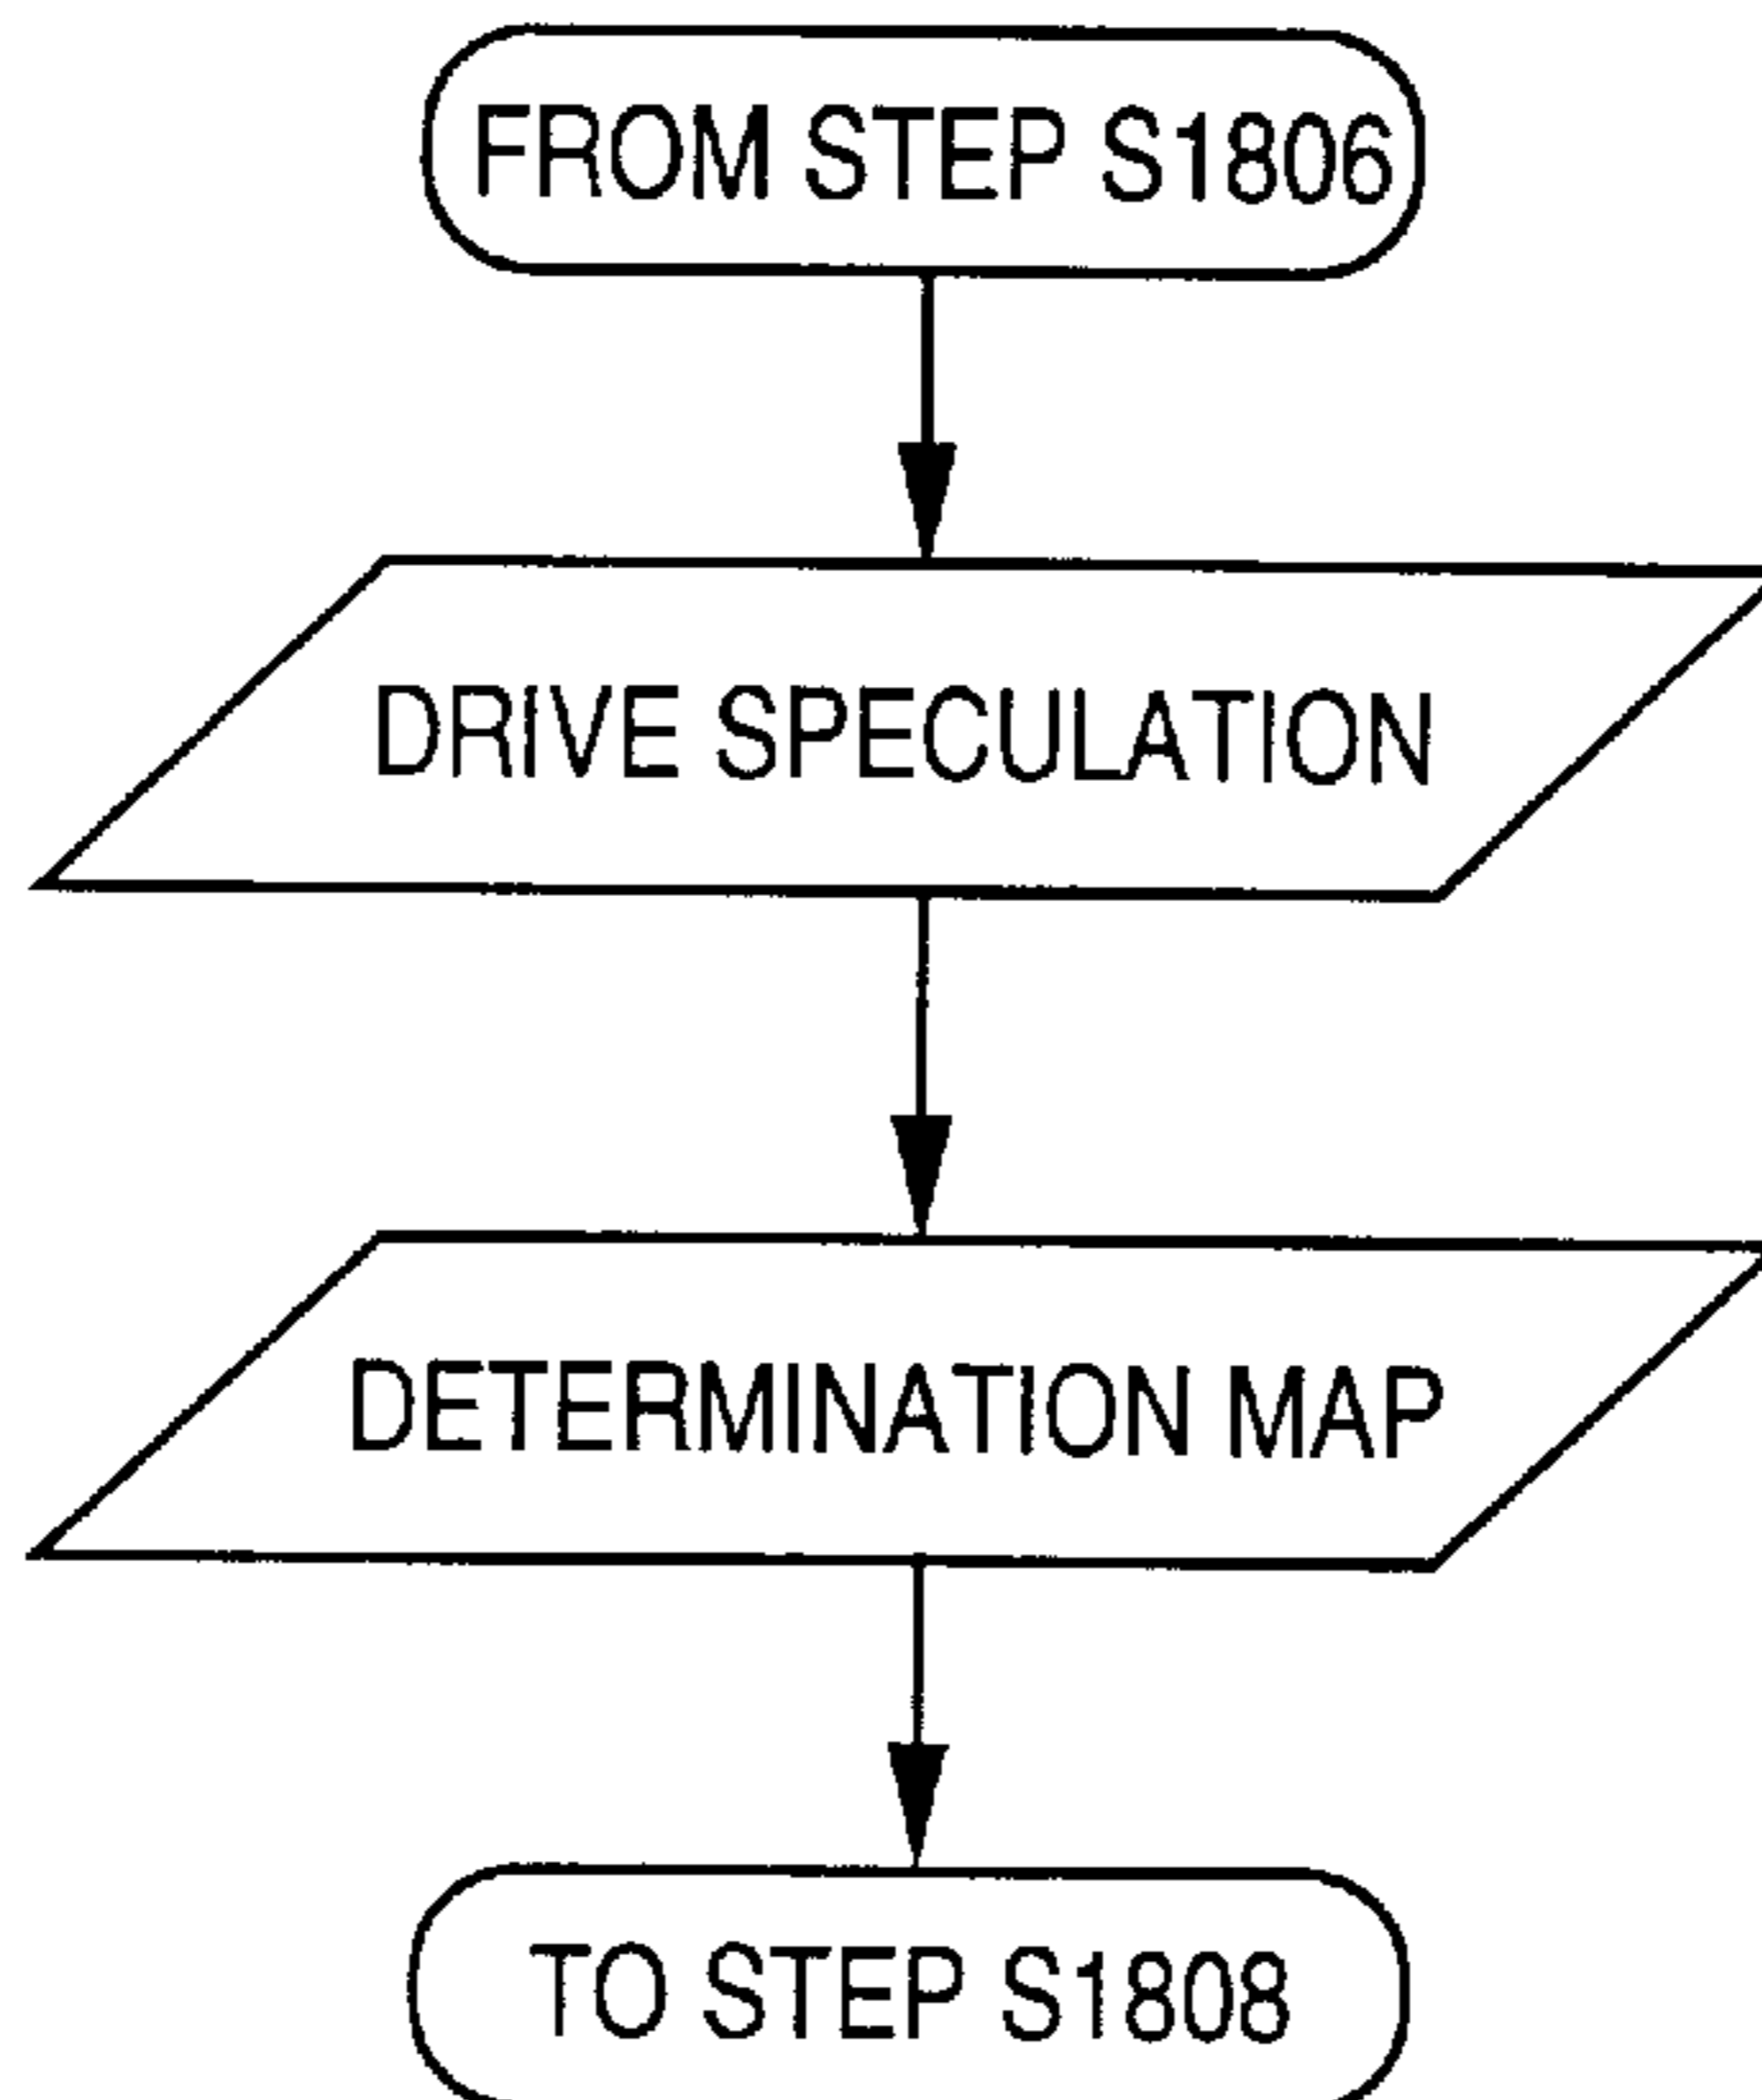 FROM STEP S1806
DRIVE SPECULATION
DETERMINATION MAP
TO STEP S1808